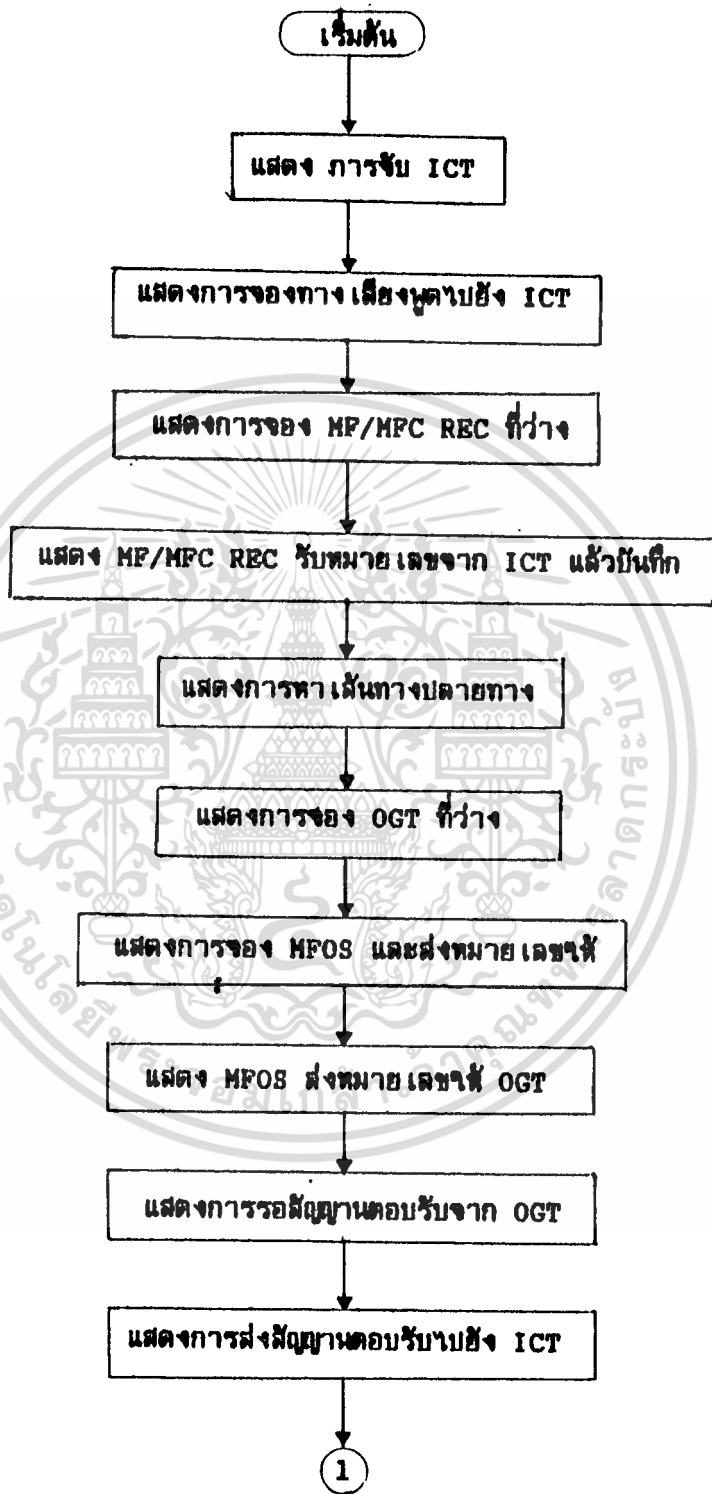 เริ่มต้น
แสดง การจับ ICT
แสดงการจองทางเสียงพูดไปยัง ICT
แสดงการจอง MF/MFC REC ที่ว่าง
แสดง MF/MFC REC รับหมายเลขจาก ICT แล้วบันทึก
แสดงการหาเส้นทางปลายทาง
แสดงการจอง OGT ที่ว่าง
แสดงการจอง MFOS และส่งหมายเลขให้
แสดง MFOS ส่งหมายเลขให้ OGT
แสดงการรอสัญญานตอบรับจาก OGT
แสดงการส่งสัญญานตอบรับไปยัง ICT
1